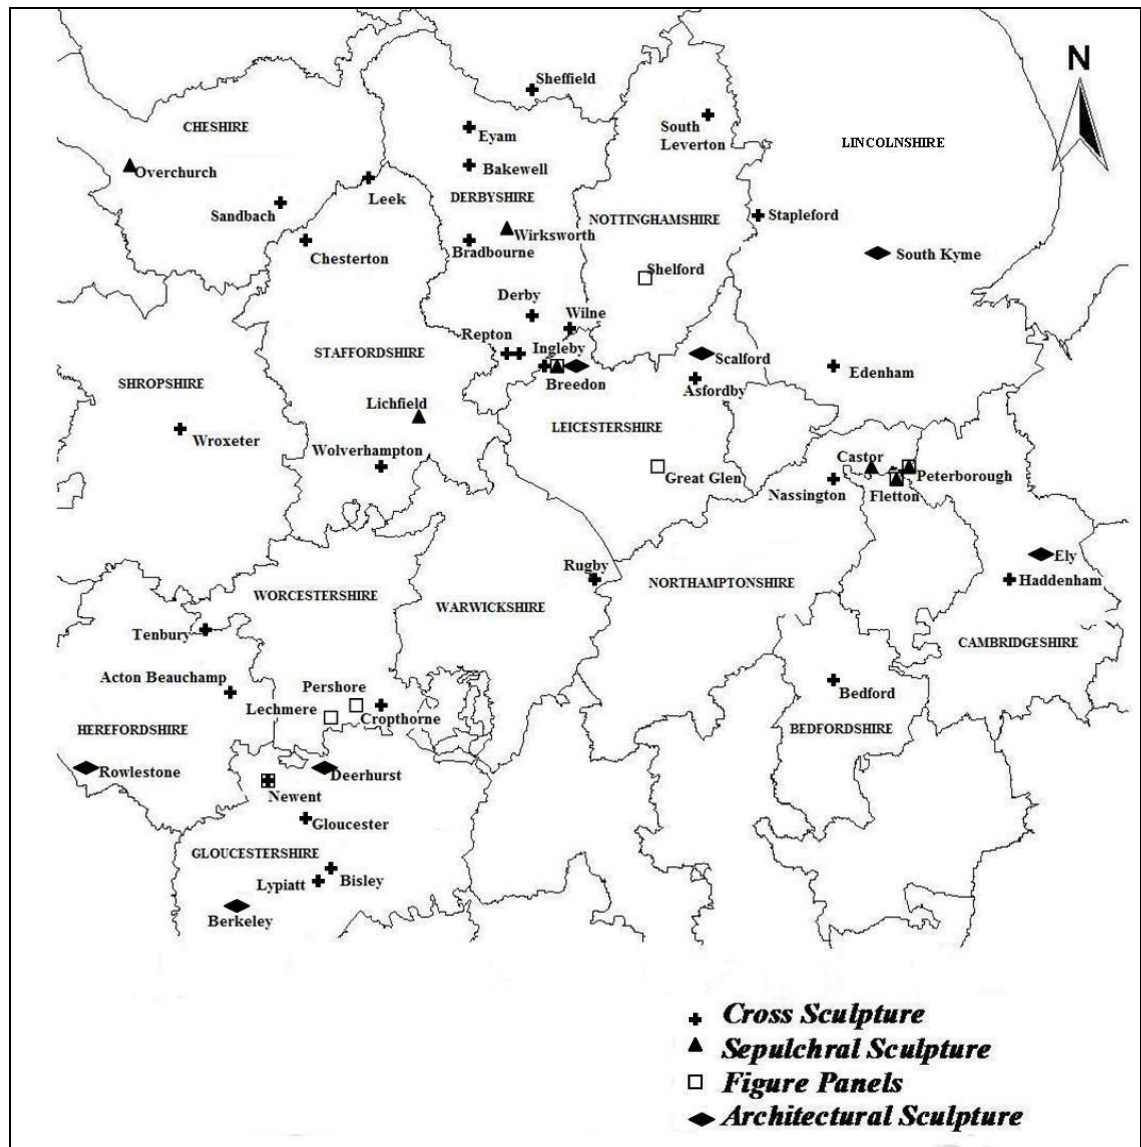 N
Sheffield
CHESHIRE
Eyam
South
Leverton
LINCOLNSHIRE
Overchurch
Bakewell
Leek
DERBYSHIRE
Sandbach
Stapleford
NOTTINGHAMSHIRE
Wirksworth
Chesterton
Bradbourne
South Kyme
Shelford
Derby
Wilne
Repton
Ingleby
STAFFORDSHIRE
Scalford
SHROPSHIRE
Breedon
Asfordby
Edenham
Lichfield
LEICESTERSHIRE
Wroxeter
Wolverhampton
Castor
Great Glen
Peterborough
Nassington
Fletton
Ely
Rugby
NORTHAMPTONSHIRE
Haddenham
WORCESTERSHIRE
WARWICKSHIRE
Tenbury
CAMBRIDGESHIRE
Acton Beauchamp
Pershore
Bedford
Lechmere
Cropthorne
HEREFORDSHIRE
BEDFORDSHIRE
Rowlestone
Deerhurst
Newent
Gloucester
GLOUCESTERSHIRE
Lypiatt
Bisley
Berkeley
Cross Sculpture
Sepulchral Sculpture
Figure Panels
Architectural Sculpture